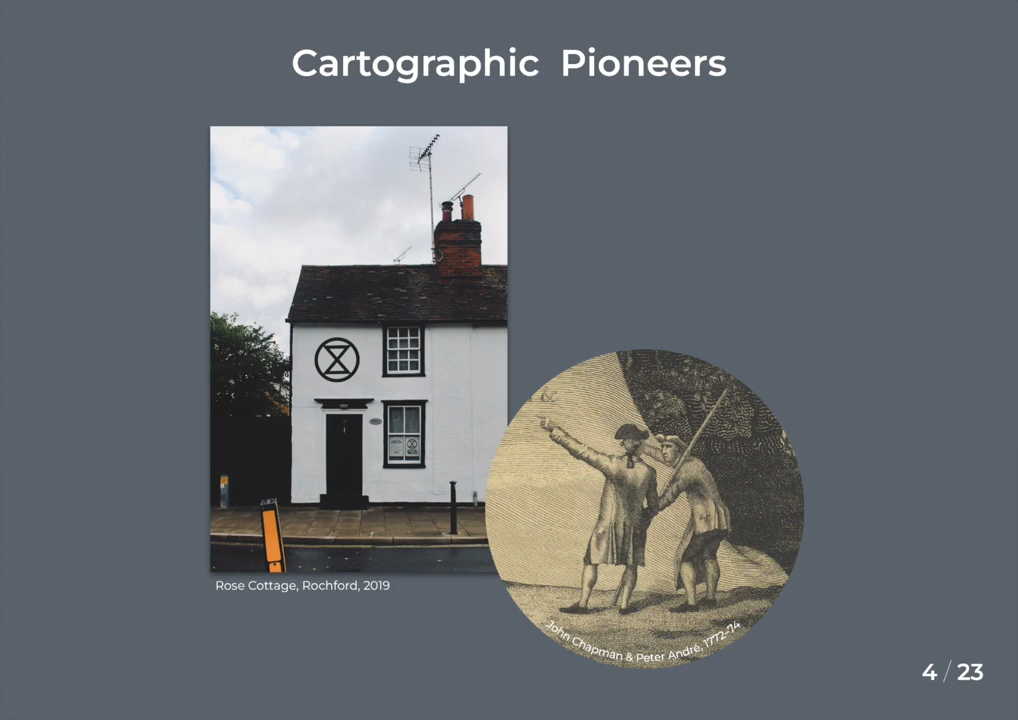 Cartographic Pioneers
&
Rose Cottage, Rochford, 2019
John Chapman & Peter André, 1772-74
4 / 23